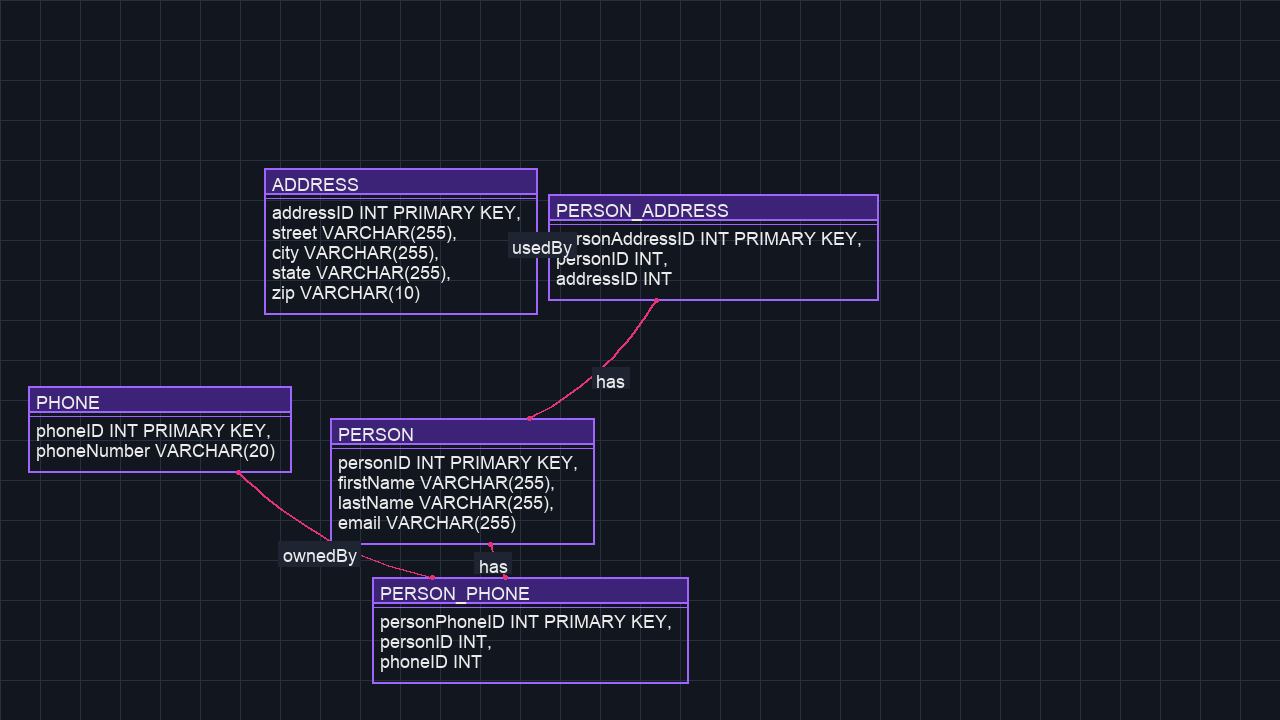 ADDRESS
addressID INT PRIMARY KEY,
street VARCHAR(255),
city VARCHAR(255),
state VARCHAR(255),
zip VARCHAR(10)
usedBy
PERSON_ADDRESS
rsonAddressID INT PRIMARY KEY,
personID INT,
addressID INT
has
PHONE
phoneID INT PRIMARY KEY,
phoneNumber VARCHAR(20)
PERSON
personID INT PRIMARY KEY,
firstName VARCHAR(255),
lastName VARCHAR(255),
email VARCHAR(255)
ownedBy
has
PERSON_PHONE
personPhoneID INT PRIMARY KEY,
personID INT,
phoneID INT